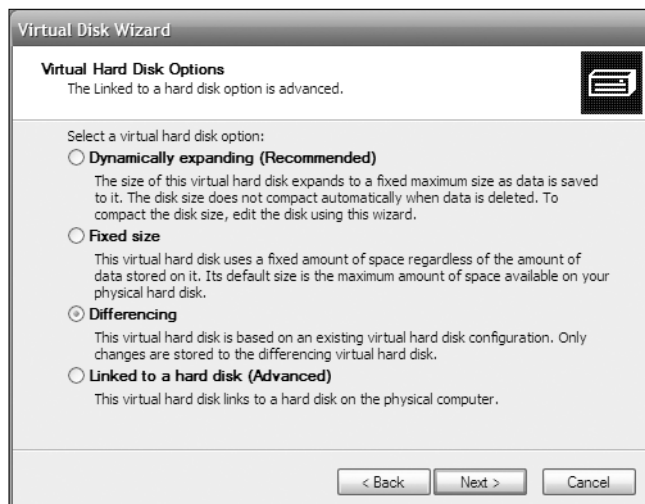 Virtual Disk Wizard
Virtual Hard Disk Options
The Linked to a hard disk option is advanced.
Select a virtual hard disk option:
Dynamically expanding (Recommended)
The size of this virtual hard disk expands to a fixed maximum size as data is saved
to it. The disk size does not compact automatically when data is deleted. To
compact the disk size, edit the disk using this wizard.
Fixed size
This virtual hard disk uses a fixed amount of space regardless of the amount of
data stored on it. Its default size is the maximum amount of space available on your
physical hard disk.
Differencing
This virtual hard disk is based on an existing virtual hard disk configuration. Only
changes are stored to the differencing virtual hard disk.
Linked to a hard disk (Advanced)
This virtual hard disk links to a hard disk on the physical computer.
< Back Next > Cancel